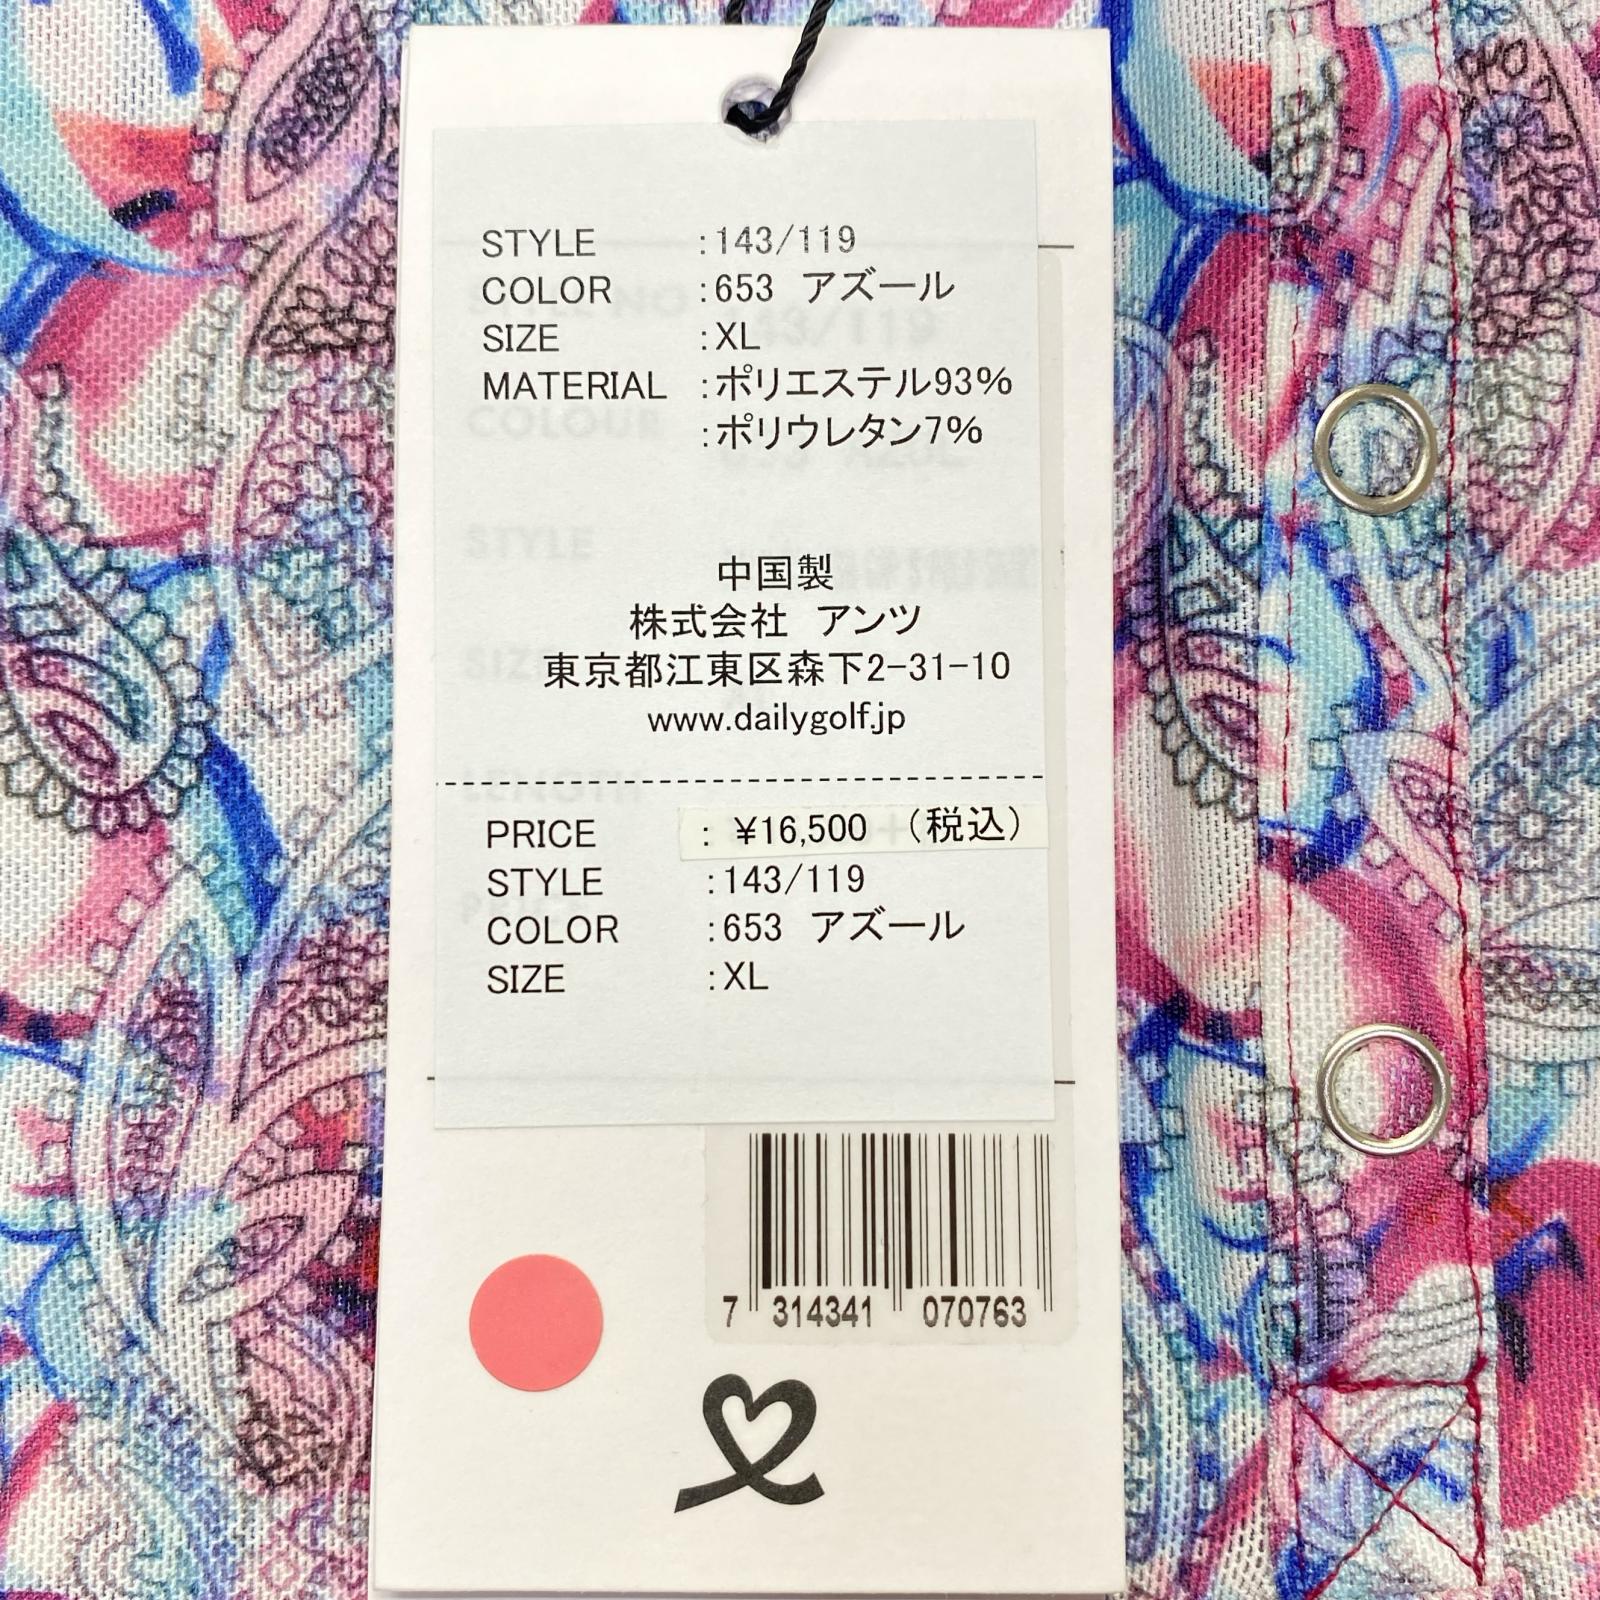 STYLE :143/119
COLOR :653 アズール
SIZE :XL
MATERIAL :ポリエステル93%
:ポリウレタン7%
中国製
株式会社 アンツ
東京都江東区森下2-31-10
www.dailygolf.jp
PRICE : ¥16,500 (税込)
STYLE :143/119
COLOR :653 アズール
SIZE :XL
7 314341 070763